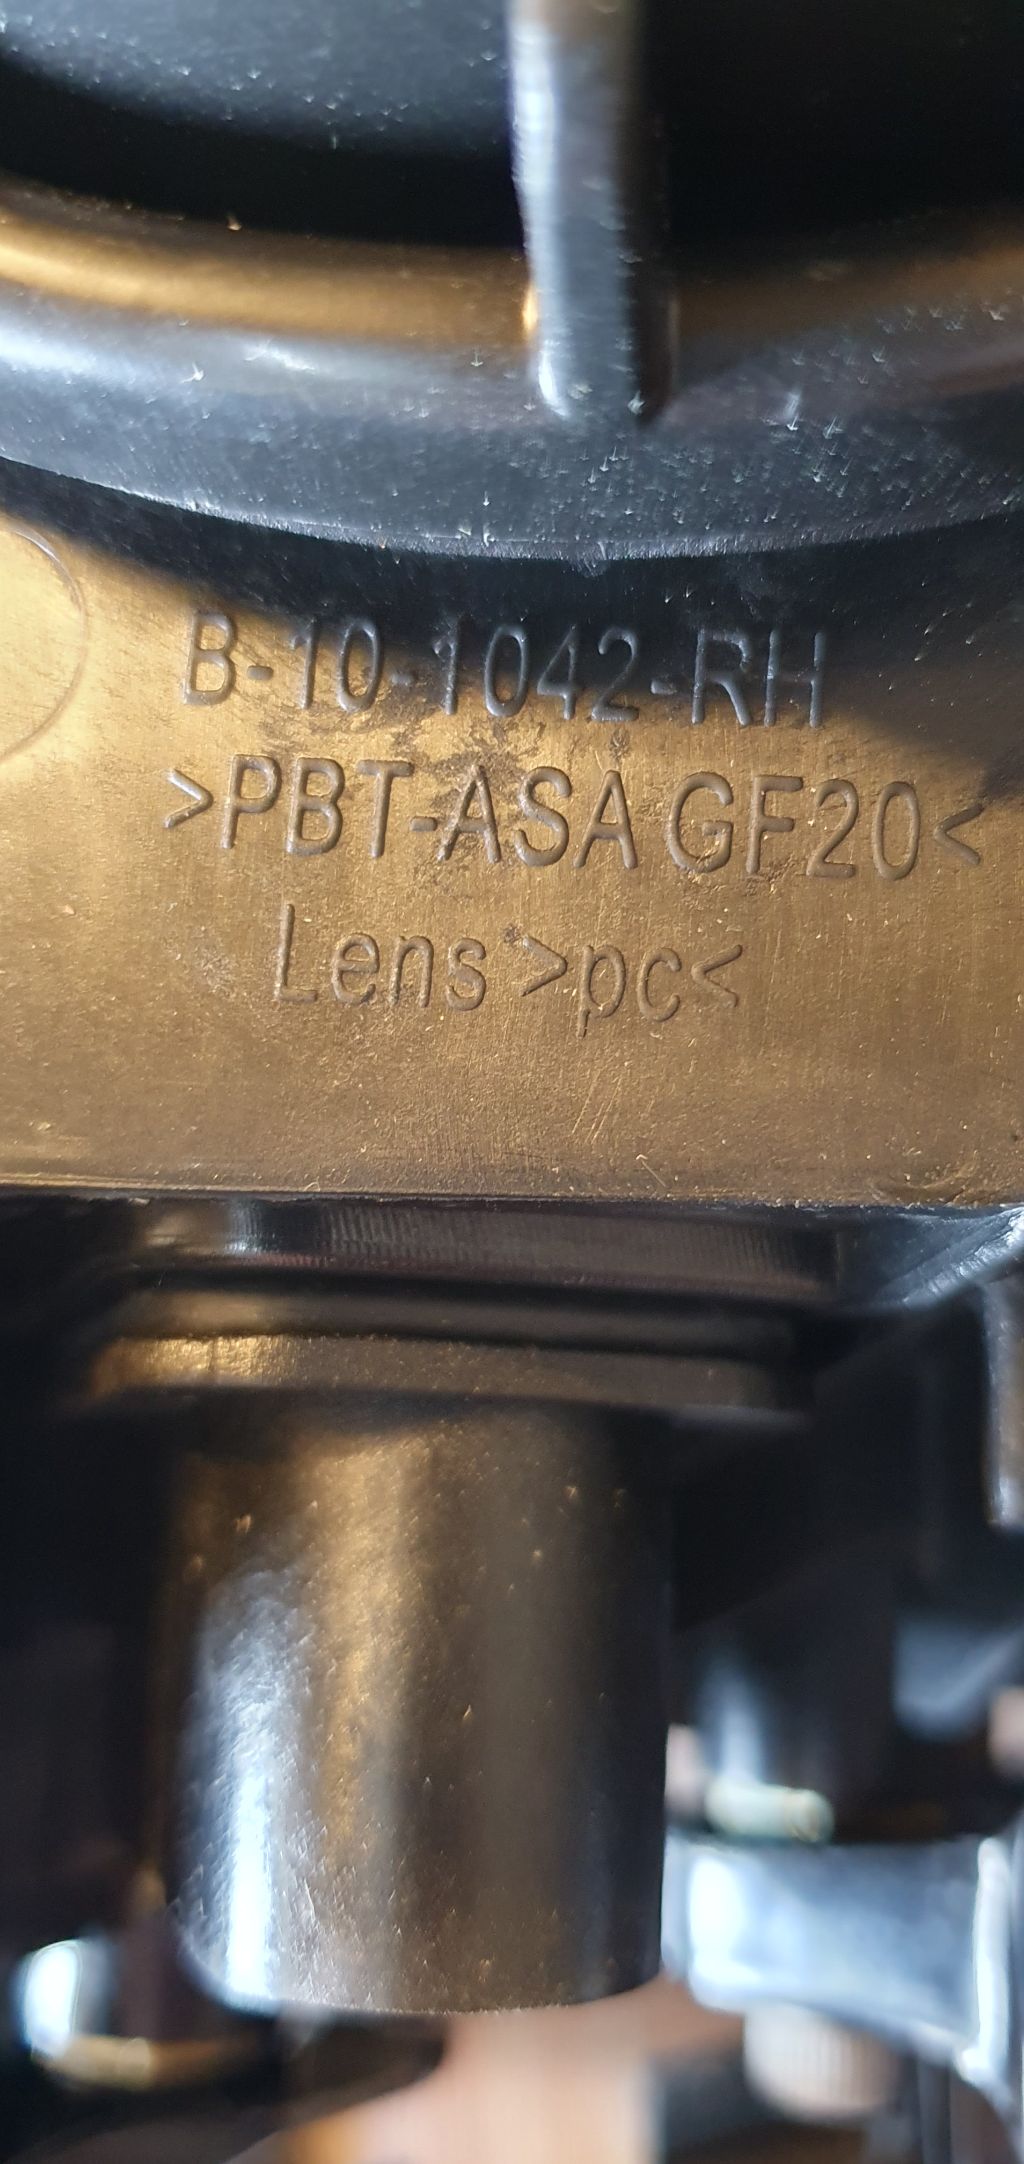 B-10-1042-RH
>PBT-ASA GF20<
Lens >pc<